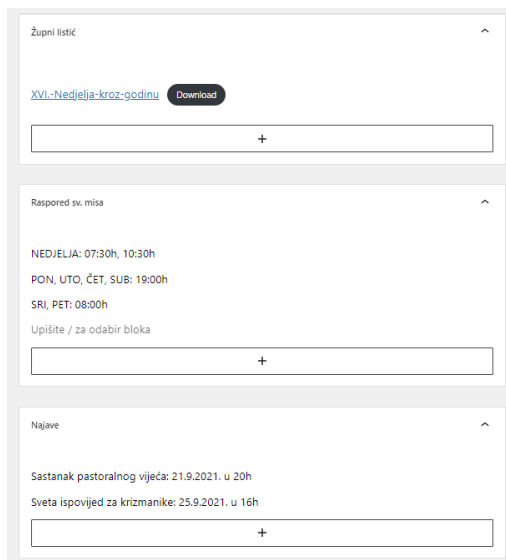 Župni listić
XVI.-Nedjelja-kroz-godinu Download
+
Raspored sv. misa
NEDJELJA: 07:30h, 10:30h
PON, UTO, ČET, SUB: 19:00h
SRI, PET: 08:00h
Upišite / za odabir bloka
+
Najave
Sastanak pastoralnog vijeća: 21.9.2021. u 20h
Sveta ispovijed za krizmanike: 25.9.2021. u 16h
+